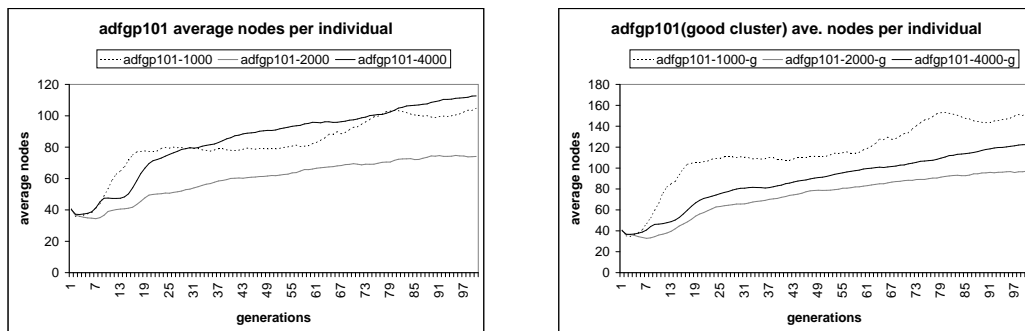 adfgp101 average nodes per individual
adfgp101-1000 adfgp101-2000 adfgp101-4000
120
100
80
60
40
20
0
average nodes
1 7 13 19 25 31 37 43 49 55 61 67 73 79 85 91 97
generations
adfgp101(good cluster) ave. nodes per individual
adfgp101-1000-g adfgp101-2000-g adfgp101-4000-g
180
160
140
120
100
80
60
40
20
0
average nodes
1 7 13 19 25 31 37 43 49 55 61 67 73 79 85 91 97
generations